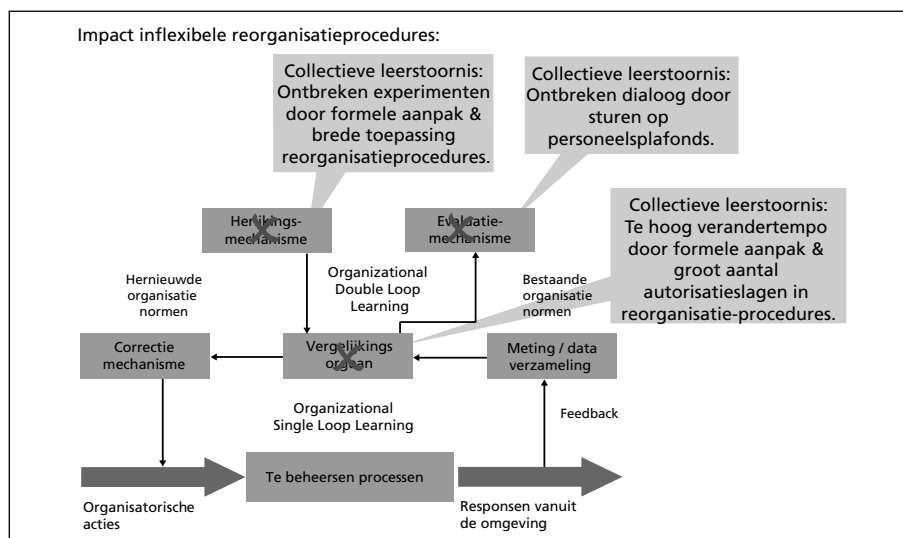 Impact inflexibele reorganisatieprocedures:
Collectieve leerstoornis:
Ontbreken experimenten
door formele aanpak &
brede toepassing
reorganisatieprocedures.
Collectieve leerstoornis:
Ontbreken dialoog door
sturen op
personeelsplafonds.
Collectieve leerstoornis:
Te hoog verandertempo
door formele aanpak &
groot aantal
autorisatieslagen in
reorganisatie-procedures.
Herijkings-
mechanisme
Evaluatie-
mechanisme
Hernieuwde
organisatie
normen
Organizational
Double Loop
Learning
Bestaande
organisatie
normen
Correctie
mechanisme
Vergelijkings
orgaan
Meting / data
verzameling
Organizational
Single Loop Learning
Feedback
Te beheersen processen
Organisatorische
acties
Responsen vanuit
de omgeving